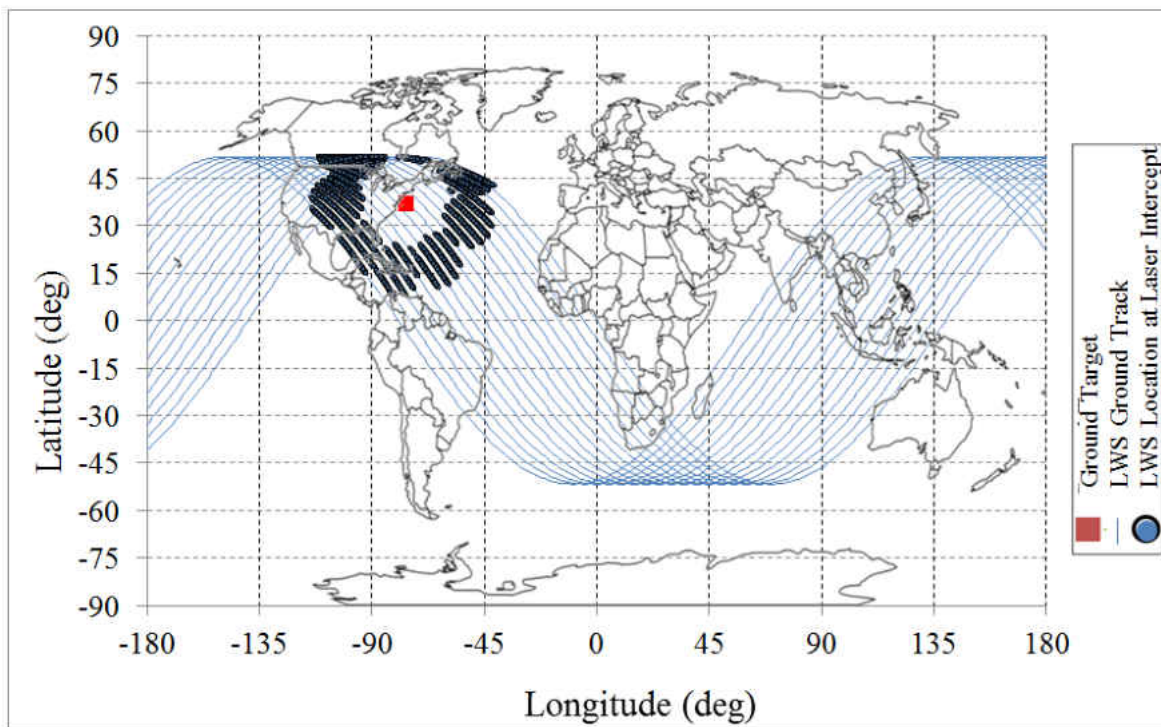 90
75
60
45
30
15
0
-15
-30
-45
-60
-75
-90
Latitude (deg)
-180 -135 -90 -45 0 45 90 135 180
Longitude (deg)
Ground Target
LWS Ground Track
LWS Location at Laser Intercept